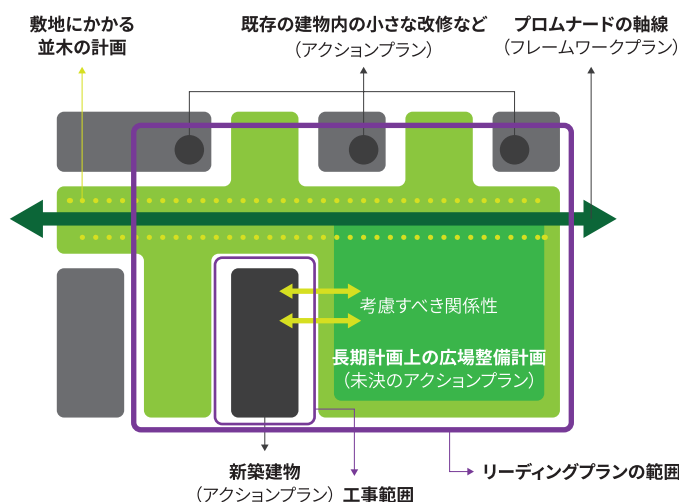 敷地にかかる
並木の計画
既存の建物内の小さな改修など
（アクションプラン）
プロムナードの軸線
（フレームワークプラン）
考慮すべき関係性
長期計画上の広場整備計画
（未決のアクションプラン）
リーディングプランの範囲
新築建物
（アクションプラン）
工事範囲